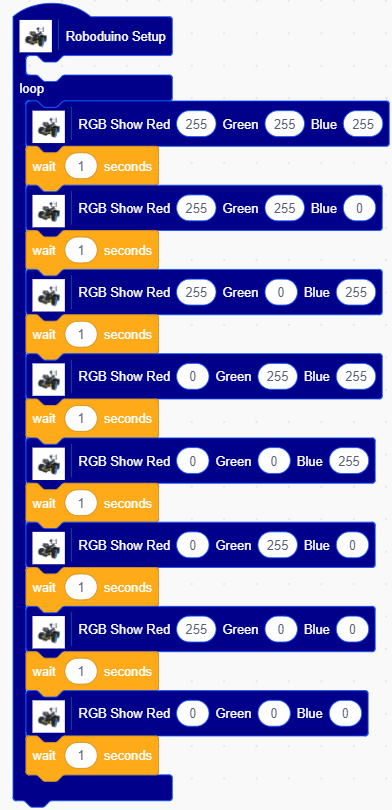 Roboduino Setup
loop
RGB Show Red 255 Green 255 Blue 255
wait 1 seconds
RGB Show Red 255 Green 255 Blue 0
wait 1 seconds
RGB Show Red 255 Green 0 Blue 255
wait 1 seconds
RGB Show Red 0 Green 255 Blue 255
wait 1 seconds
RGB Show Red 0 Green 0 Blue 255
wait 1 seconds
RGB Show Red 0 Green 255 Blue 0
wait 1 seconds
RGB Show Red 255 Green 0 Blue 0
wait 1 seconds
RGB Show Red 0 Green 0 Blue 0
wait 1 seconds